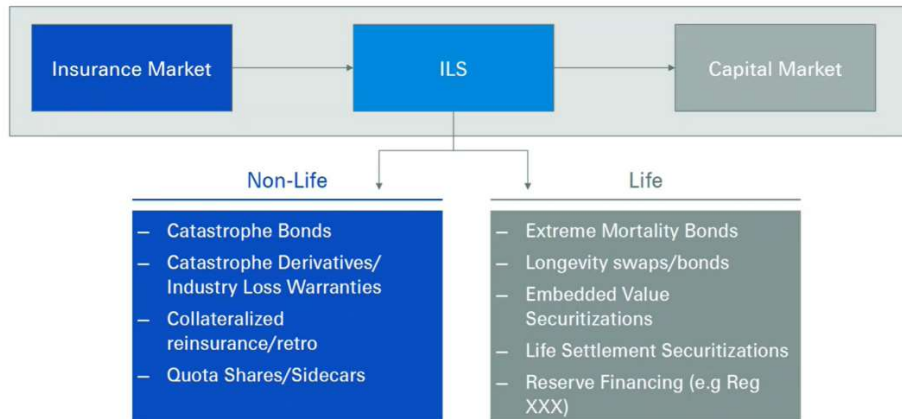 Insurance Market
ILS
Capital Market
Non-Life
– Catastrophe Bonds
– Catastrophe Derivatives/
Industry Loss Warranties
– Collateralized
reinsurance/retro
– Quota Shares/Sidecars
Life
– Extreme Mortality Bonds
– Longevity swaps/bonds
– Embedded Value
Securitizations
– Life Settlement Securitizations
– Reserve Financing (e.g Reg
XXX)